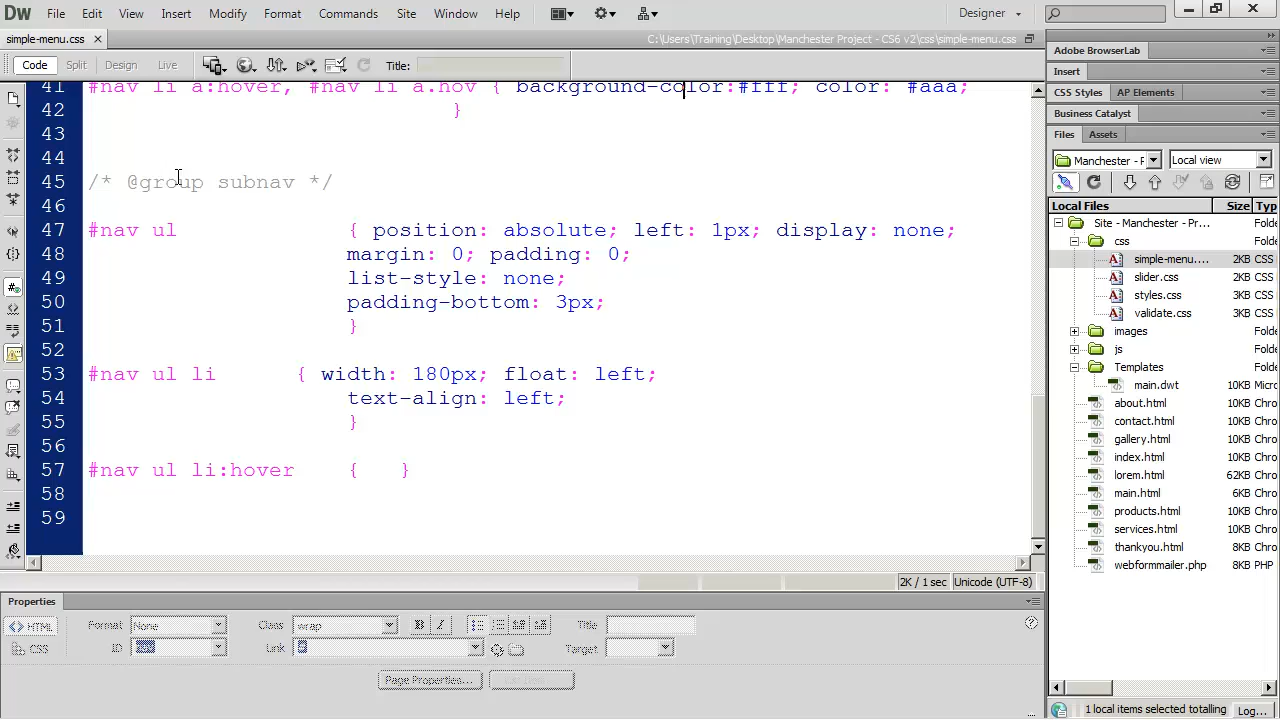 Dw File Edit View Insert Modify Format Commands Site Window Help Designer
simple-menu.css × C:\Users\Training\Desktop\Manchester Project - CS6 v2\css\simple-menu.css
Code Split Design Live Title:
41 #nav li a:hover, #nav li a.hov { background-color:#fff; color: #aaa;
42 }
43
44
45 /* @group subnav */
46
47 #nav ul { position: absolute; left: 1px; display: none;
48 margin: 0; padding: 0;
49 list-style: none;
50 padding-bottom: 3px;
51 }
52
53 #nav ul li { width: 180px; float: left;
54 text-align: left;
55 }
56
57 #nav ul li:hover { }
58
59
2K / 1 sec Unicode (UTF-8)
Properties
<> HTML Format None Class wrap B I Title
CSS ID Link Target
Page Properties...
Adobe BrowserLab
Insert
CSS Styles AP Elements
Business Catalyst
Files Assets
Manchester - F Local view
Local Files Size Typ
Site - Manchester - Pr... Folde
css Folde
simple-menu.... 2KB CSS
slider.css 2KB CSS
styles.css 3KB CSS
validate.css 3KB CSS
images Folde
js Folde
Templates Folde
main.dwt 10KB Micro
about.html 10KB Chro
contact.html 10KB Chro
gallery.html 10KB Chro
index.html 10KB Chro
lorem.html 62KB Chro
main.html 6KB Chro
products.html 10KB Chro
services.html 10KB Chro
thankyou.html 10KB Chro
webformmailer.php 8KB PHP
1 local items selected totalling Log...